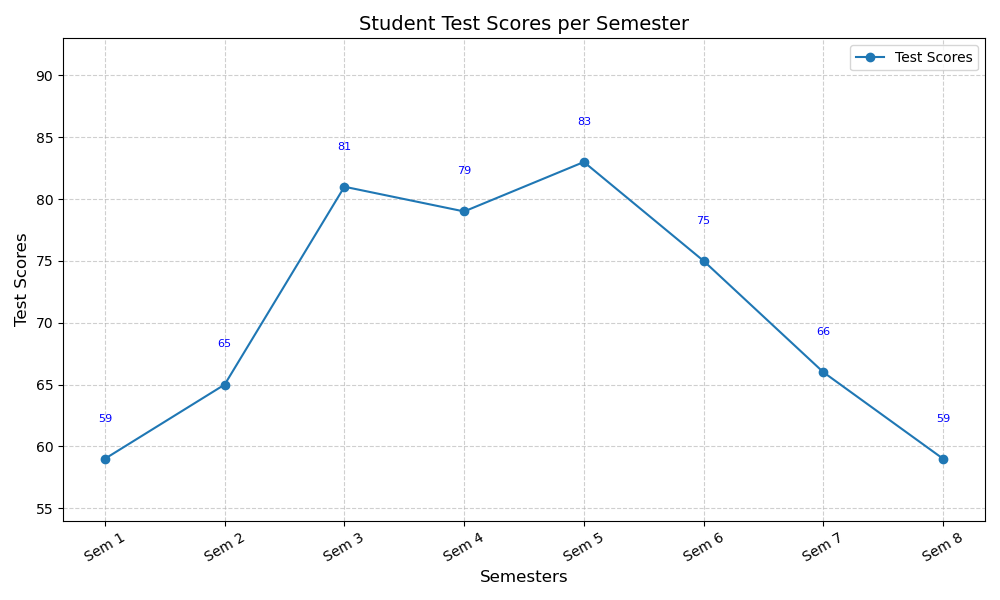 Student Test Scores per Semester
Test Scores
90
85
80
75
70
65
60
55
Test Scores
59
65
81
79
83
75
66
59
Sem 1
Sem 2
Sem 3
Sem 4
Sem 5
Sem 6
Sem 7
Sem 8
Semesters